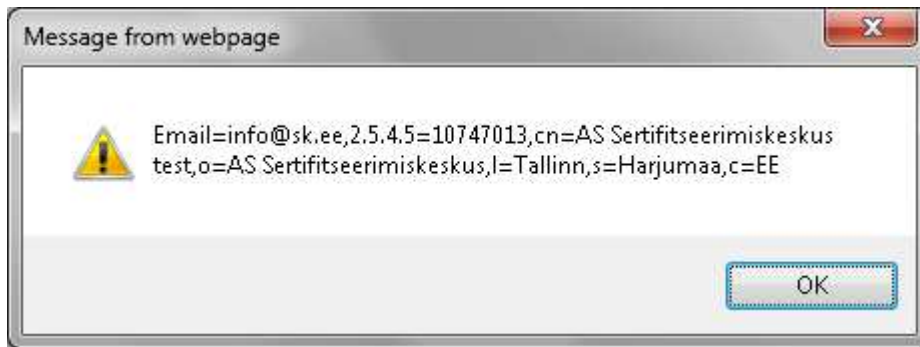 Message from webpage
Email=info@sk.ee,2.5.4.5=10747013,cn=AS Sertifitseerimiskeskus
test,o=AS Sertifitseerimiskeskus,l=Tallinn,s=Harjumaa,c=EE
OK